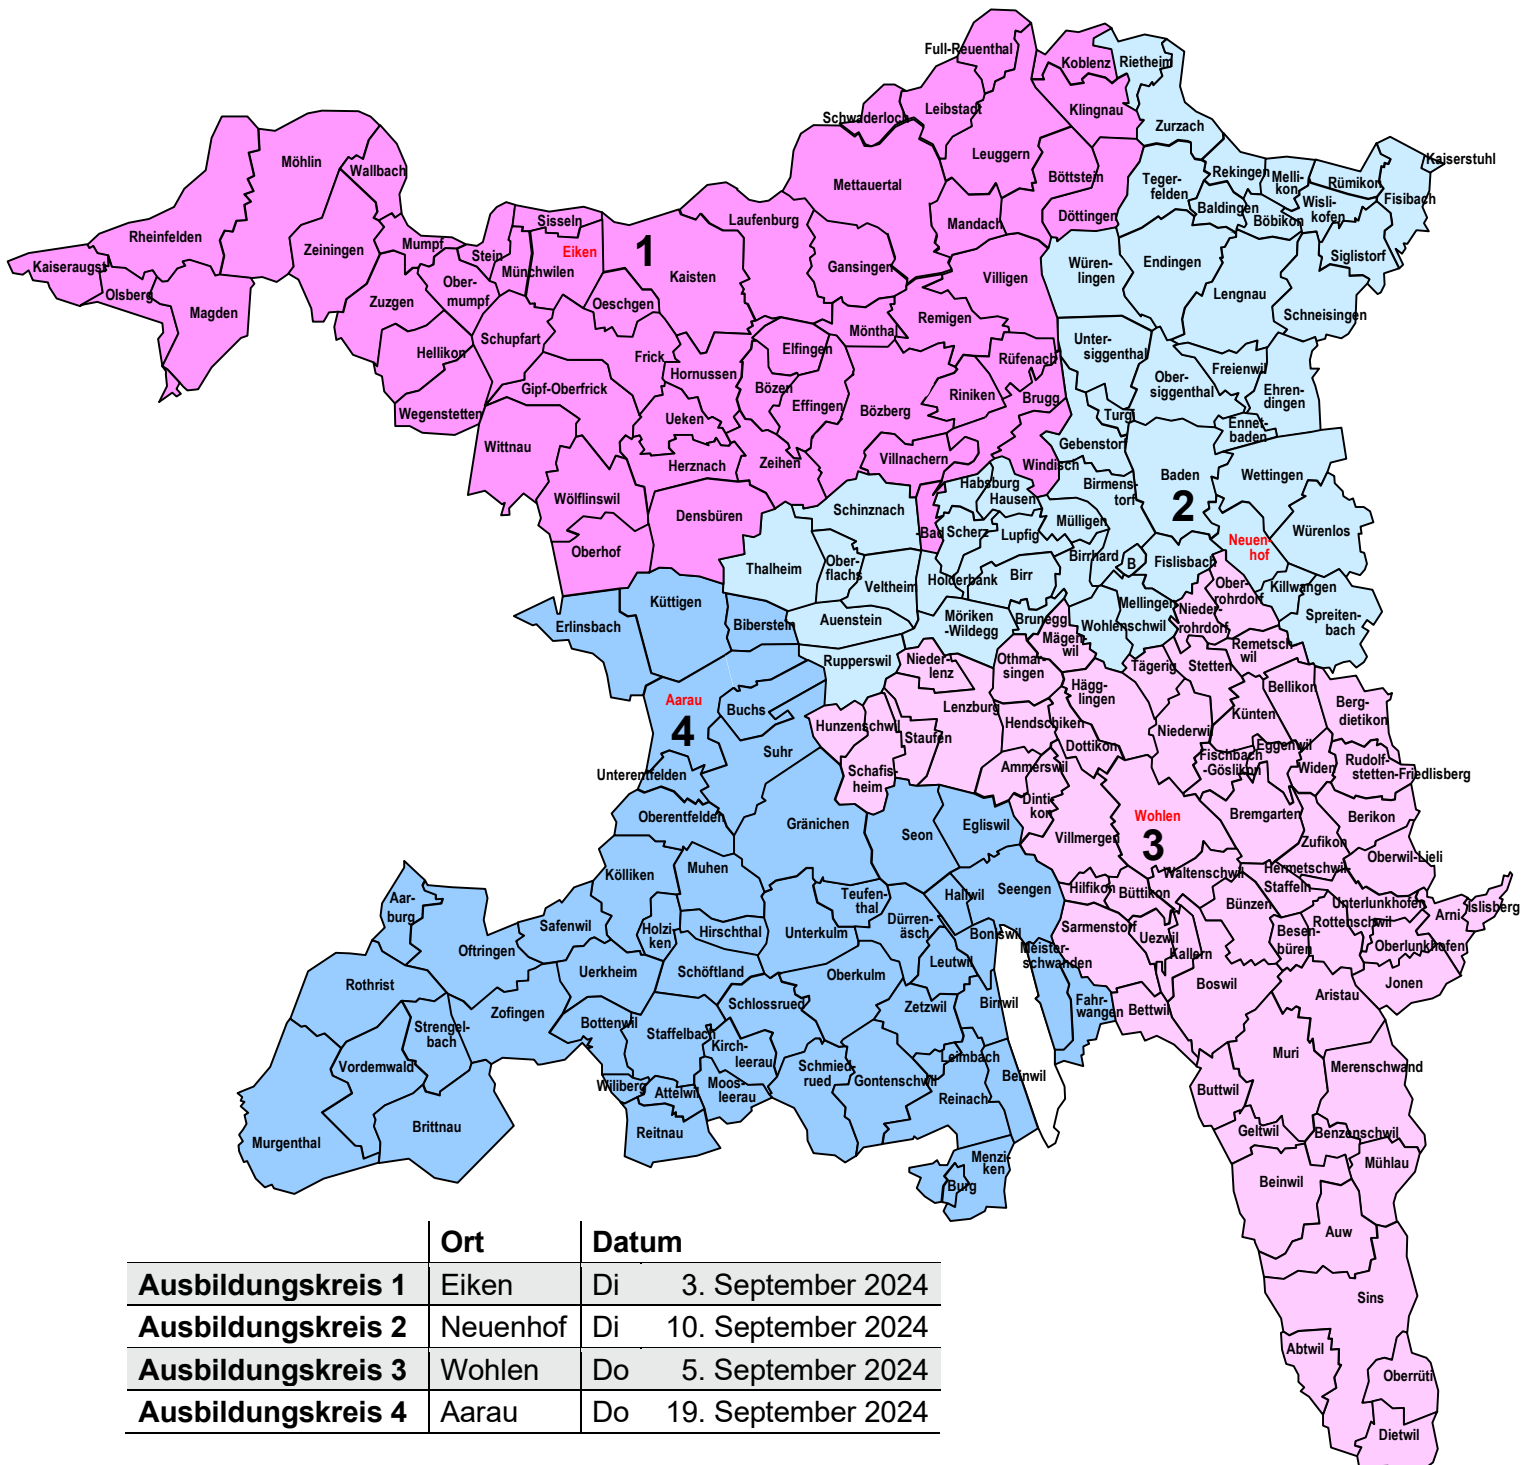 Full-Reuenthal
Koblenz
Rietheim
Leibstadt
Klingnau
Schwaderloch
Zurzach
Möhlin
Leuggern
Kaiserstuhl
Wallbach
Mettauertal
Böttstein
Teger-
felden
Rekingen
Melli-
kon
Rümikon
Fisibach
Baldingen
Wisli-
kofen
Böbikon
Sisseln
Laufenburg
Mandach
Döttingen
Rheinfelden
Zeiningen
Mumpf
Stein
Eiken
1
Siglistorf
Kaiseraugst
Münchwilen
Kaisten
Gansingen
Villigen
Würen-
lingen
Endingen
Olsberg
Magden
Ober-
mumpf
Zuzgen
Oeschgen
Lengnau
Schneisingen
Schupfart
Möntha
Remigen
Unter-
siggenthal
Hellikon
Frick
Elfingen
Rüfenach
Freienwil
Hornussen
Gipf-Oberfrick
Bözen
Effingen
Bözberg
Riniken
Brugg
Ober-
siggenthal
Ehren-
dingen
Wegenstetten
Ueken
Turgi
Ennet-
baden
Wittnau
Gebenstorf
Herznach
Zeihen
Villnachern
Windisch
Baden
2
Wettingen
Wölflinswil
Habsburg
Hausen
Birmens-
torf
Densbüren
Schinznach
-Bad
Scherz
Lupfig
Mülligen
Neuen-
hof
Würenlos
Oberhof
Thalheim
Ober-
flachs
Veltheim
Holderbank
Birr
Birrhard
B
Fislisbach
Ober-
rohrdorf
Killwangen
Küttigen
Erlinsbach
Biberstein
Auenstein
Möriken
-Wildegg
Brunegg
Mägen
wil
Mellingen
Wohlenschwil
Nieder-
rohrdorf
Spreiten-
bach
Rupperswil
Nieder-
lenz
Othmar-
singen
Remetsch
wil
Tägerig
Stetten
Bellikon
Aarau
4
Buchs
Hägg-
lingen
Lenzburg
Hunzenschwil
Staufen
Hendschiken
Künten
Berg-
dietikon
Suhr
Dottikon
Niederwil
Eggenwil
Fischbach
-Göslikon
Widen
Rudolf-
stetten-Friedlisberg
Unterentfelden
Schafis-
heim
Ammerswil
Oberentfelden
Gränichen
Seon
Egliswil
Dinti-
kon
Villmergen
Wohlen
3
Bremgarten
Berikon
Zufikon
Oberwil-Lieli
Kölliken
Muhen
Hermetschwil-
Staffeln
Waltenschwil
Aar-
burg
Teufen-
thal
Hallwil
Seengen
Hilfikon
Büttikon
Bünzen
Unterlunkhofen
Arni
Islisberg
Safenwil
Holzi-
ken
Hirschthal
Unterkulm
Dürren-
äsch
Boniswil
Sarmenstorf
Uezwil
Kallern
Besen-
büren
Rottenschwil
Oberlunkhofen
Oftringen
Meister-
schwanden
Uerkheim
Schöftland
Oberkulm
Leutwil
Rothrist
Boswil
Aristau
Jonen
Zofingen
Schlossrued
Zetzwil
Birrwil
Fahr-
wangen
Bettwil
Strengel-
bach
Bottenwil
Staffelbach
Kirch-
leerau
Leimbach
Muri
Merenschwand
Vordemwald
Schmied-
rued
Gontenschwil
Beinwil
Wiliberg
Attelwil
Moos-
leerau
Reinach
Buttwil
Brittnau
Murgenthal
Reitnau
Geltwil
Benzenschwil
Menzi-
ken
Burg
Beinwil
Mühlau
Auw
Sins
Abtwil
Oberrüti
Dietwil
Ort Datum
Ausbildungskreis 1 Eiken Di 3. September 2024
Ausbildungskreis 2 Neuenhof Di 10. September 2024
Ausbildungskreis 3 Wohlen Do 5. September 2024
Ausbildungskreis 4 Aarau Do 19. September 2024